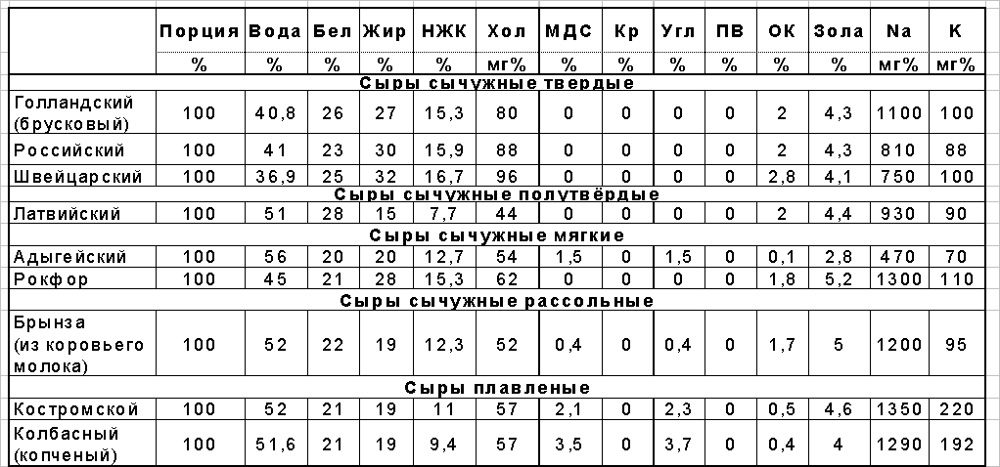 Порция Вода Бел Жир НЖК Хол МДС Кр Угл ПВ ОК Зола Na K
% % % % % мг% % % % % % % мг% мг%
Сыры сычужные твердые
Голландский
(брусковый) 100 40,8 26 27 15,3 80 0 0 0 0 2 4,3 1100 100
Российский 100 41 23 30 15,9 88 0 0 0 0 2 4,3 810 88
Швейцарский 100 36,9 25 32 16,7 96 0 0 0 0 2,8 4,1 750 100
Сыры сычужные полутвёрдые
Латвийский 100 51 28 15 7,7 44 0 0 0 0 2 4,4 930 90
Сыры сычужные мягкие
Адыгейский 100 56 20 20 12,7 54 1,5 0 1,5 0 0,1 2,8 470 70
Рокфор 100 45 21 28 15,3 62 0 0 0 0 1,8 5,2 1300 110
Сыры сычужные рассольные
Брынза
(из коровьего 100 52 22 19 12,3 52 0,4 0 0,4 0 1,7 5 1200 95
молока)
Сыры плавленые
Костромской 100 52 21 19 11 57 2,1 0 2,3 0 0,5 4,6 1350 220
Колбасный
(копченый) 100 51,6 21 19 9,4 57 3,5 0 3,7 0 0,4 4 1290 192